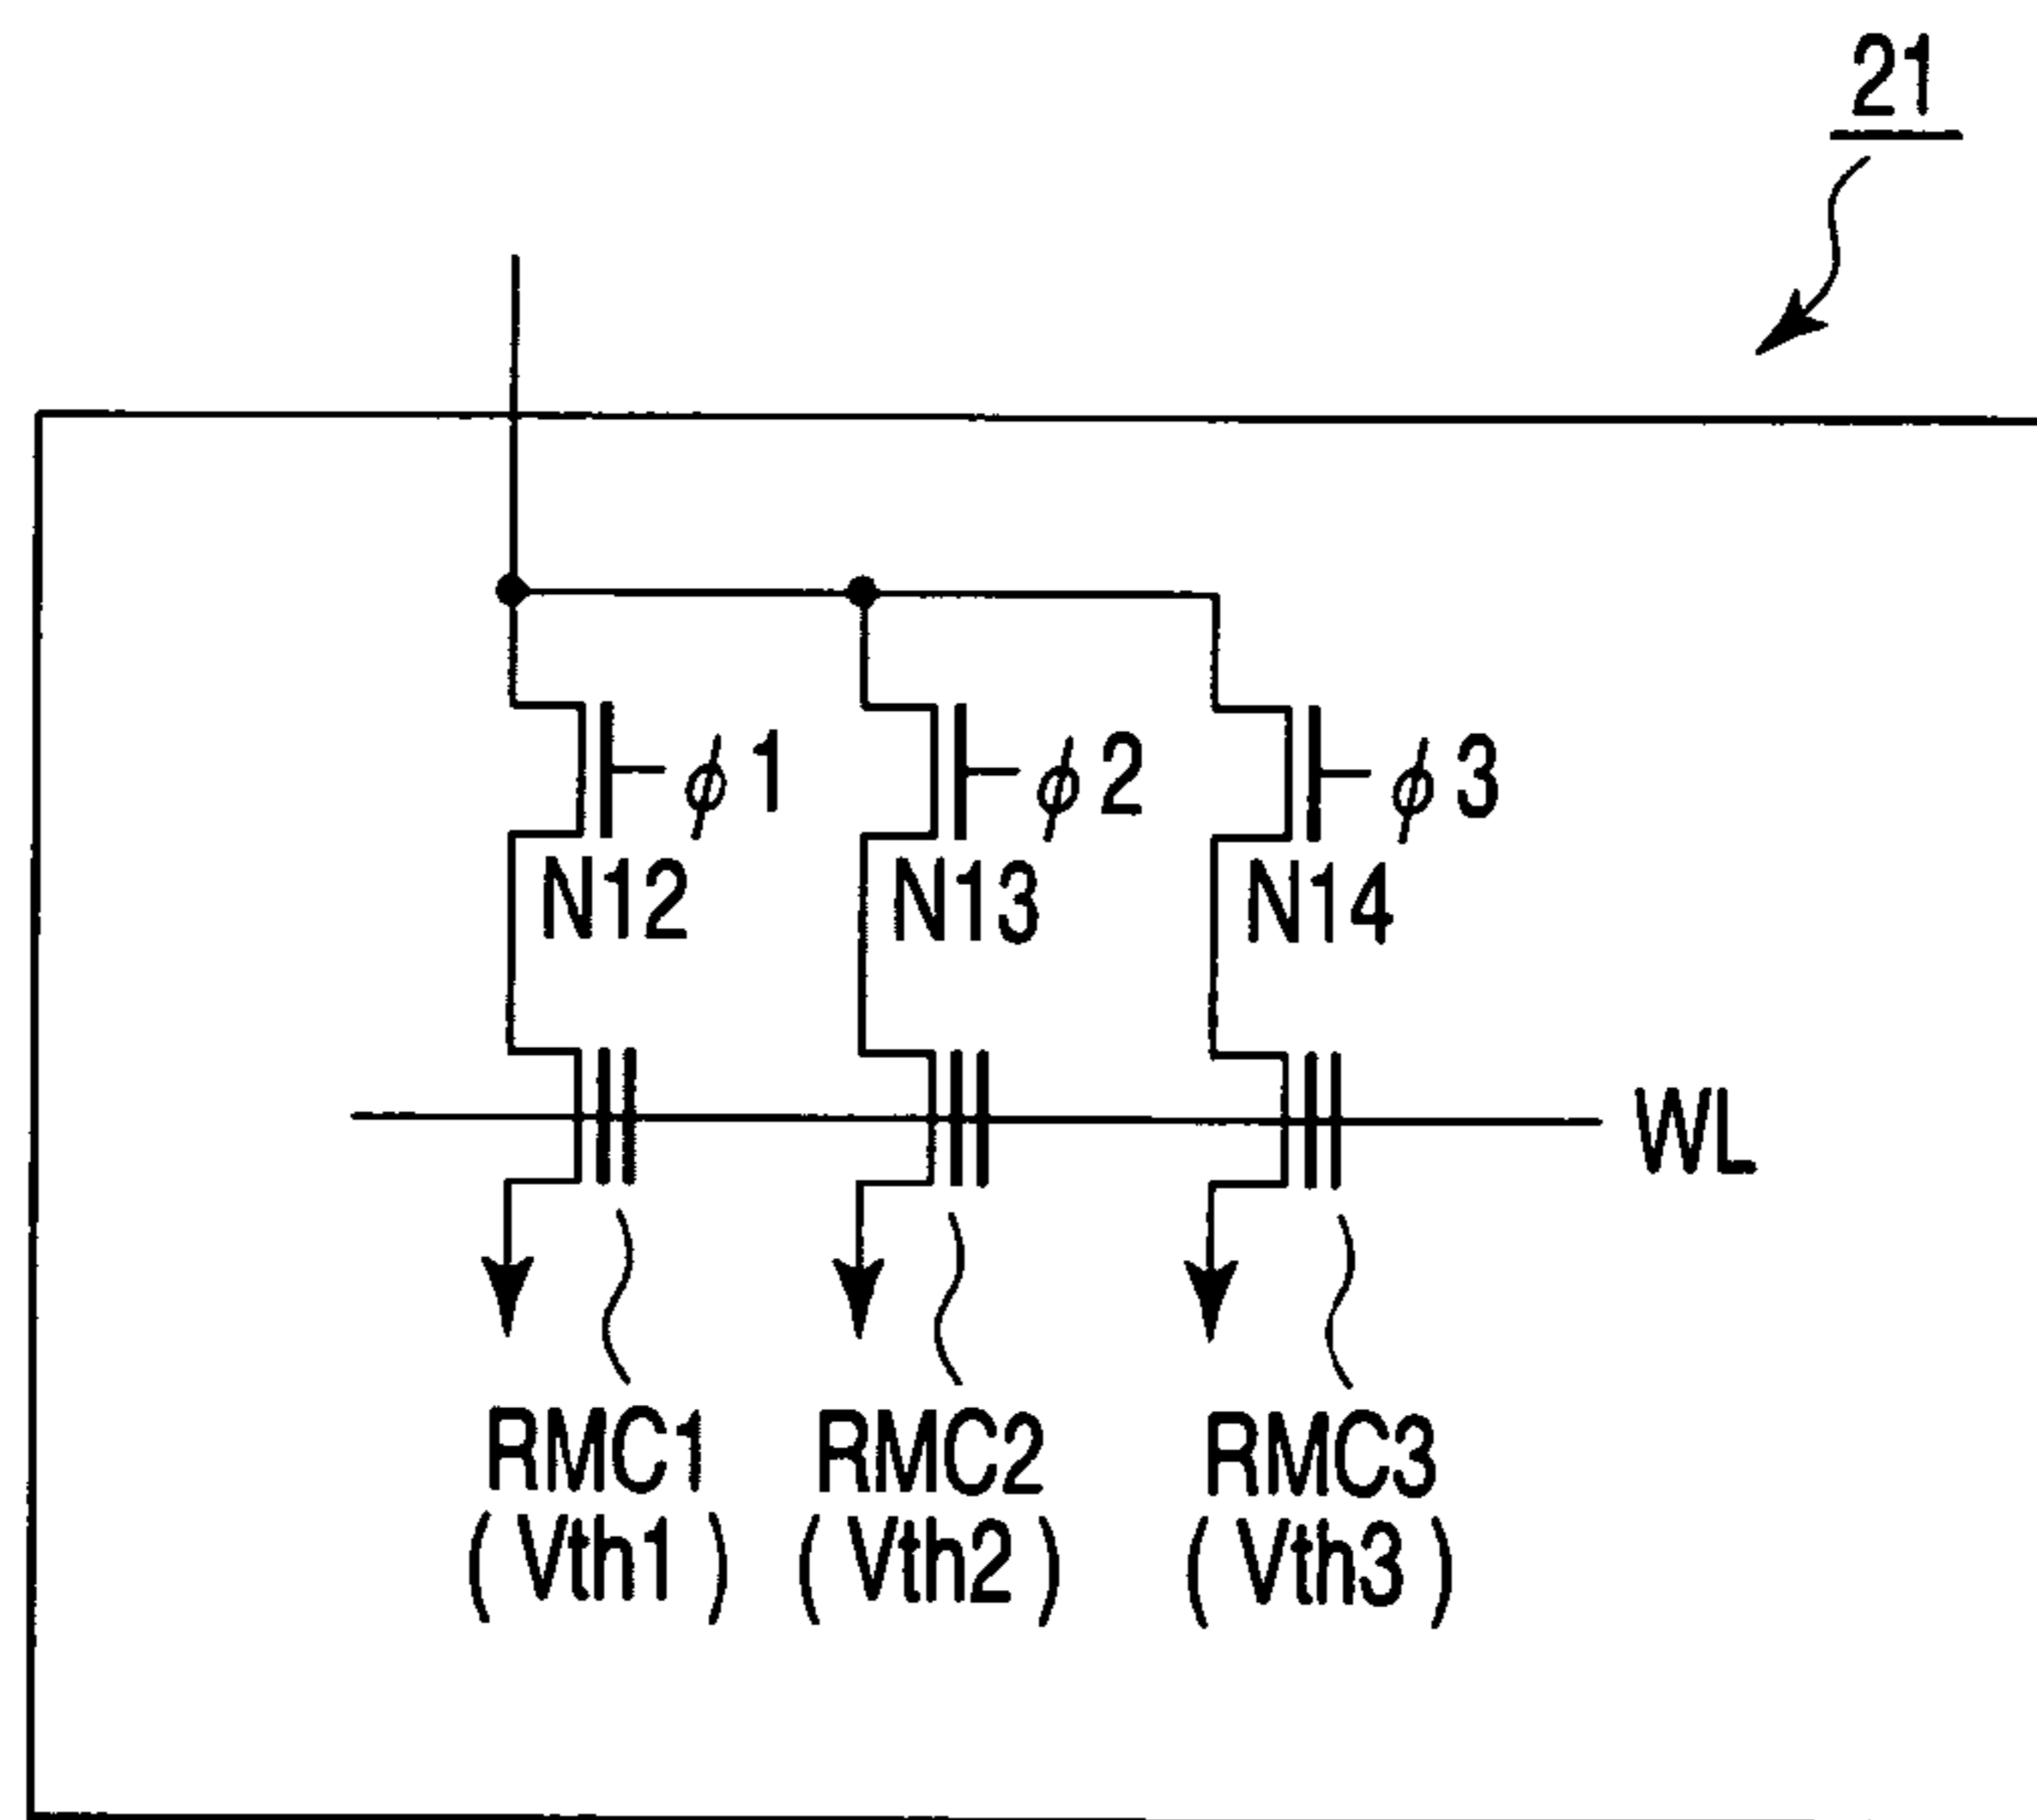 21
ϕ1 ϕ2 ϕ3
N12 N13 N14
WL
RMC1 RMC2 RMC3
(Vth1) (Vth2) (Vth3)